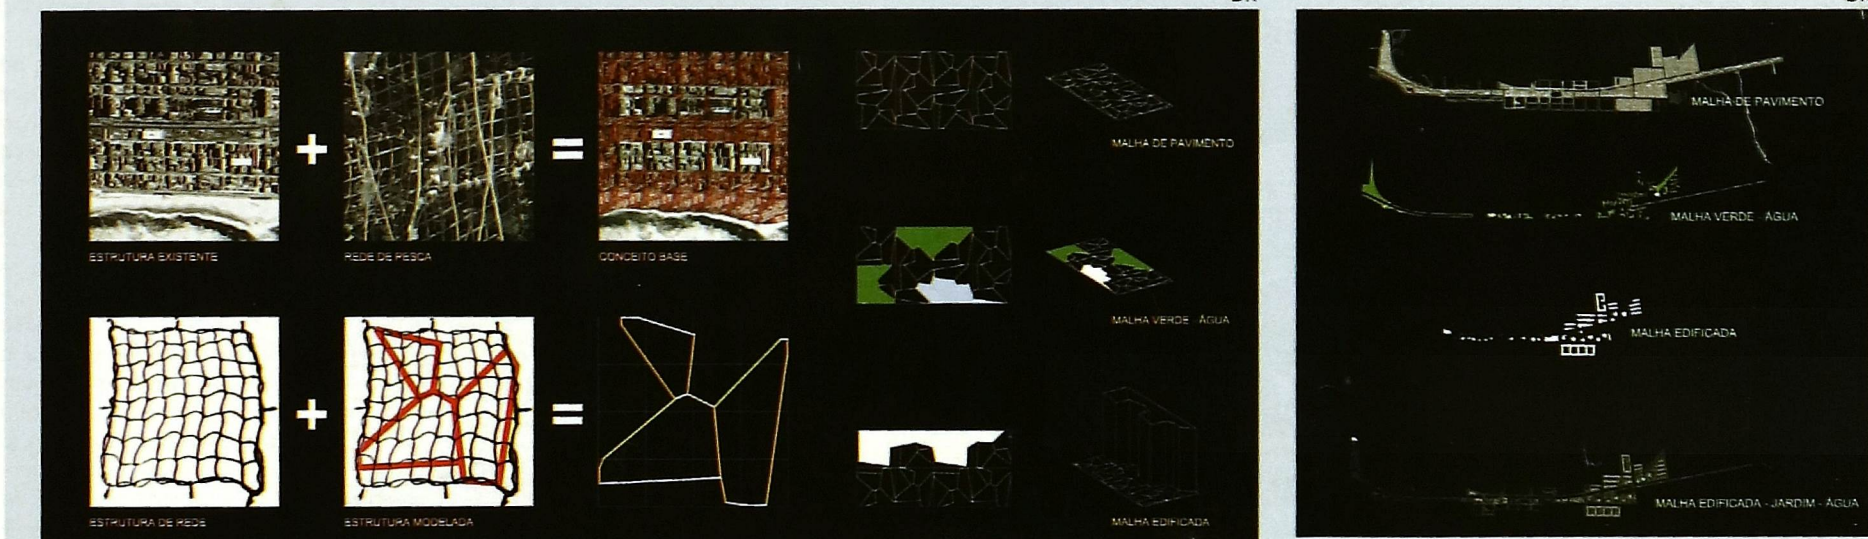 ESTRUTURA EXISTENTE
REDE DE PESCA
CONCEITO BASE
ESTRUTURA DE REDE
ESTRUTURA MODELADA
MALHA DE PAVIMENTO
MALHA VERDE - ÁGUA
MALHA EDIFICADA
MALHA DE PAVIMENTO
MALHA VERDE - ÁGUA
MALHA EDIFICADA
MALHA EDIFICADA - JARDIM - ÁGUA